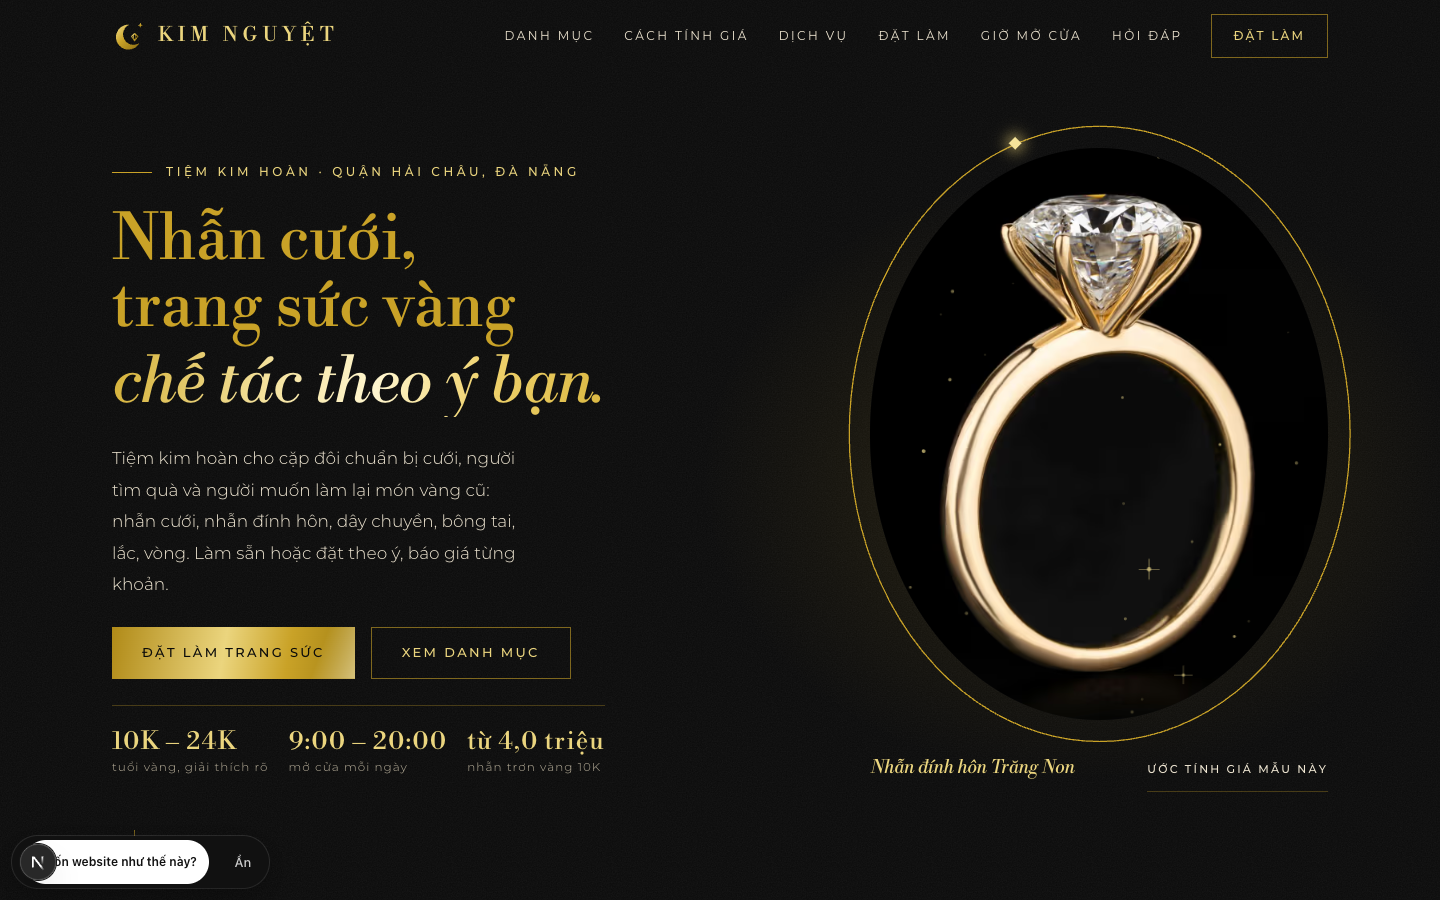 KIM NGUYỆT
DANH MỤC
CÁCH TÍNH GIÁ
DỊCH VỤ
ĐẶT LÀM
GIỜ MỞ CỬA
HỎI ĐÁP
ĐẶT LÀM
TIỆM KIM HOÀN · QUẬN HẢI CHÂU, ĐÀ NẴNG
Nhẫn cưới,
trang sức vàng
chế tác theo ý bạn.
Tiệm kim hoàn cho cặp đôi chuẩn bị cưới, người
tìm quà và người muốn làm lại món vàng cũ:
nhẫn cưới, nhẫn đính hôn, dây chuyền, bông tai,
lắc, vòng. Làm sẵn hoặc đặt theo ý, báo giá từng
khoản.
ĐẶT LÀM TRANG SỨC
XEM DANH MỤC
10K – 24K
tuổi vàng, giải thích rõ
9:00 – 20:00
mở cửa mỗi ngày
từ 4,0 triệu
nhẫn trơn vàng 10K
Nhẫn đính hôn Trăng Non
ƯỚC TÍNH GIÁ MẪU NÀY
website như thế này?
Ẩn